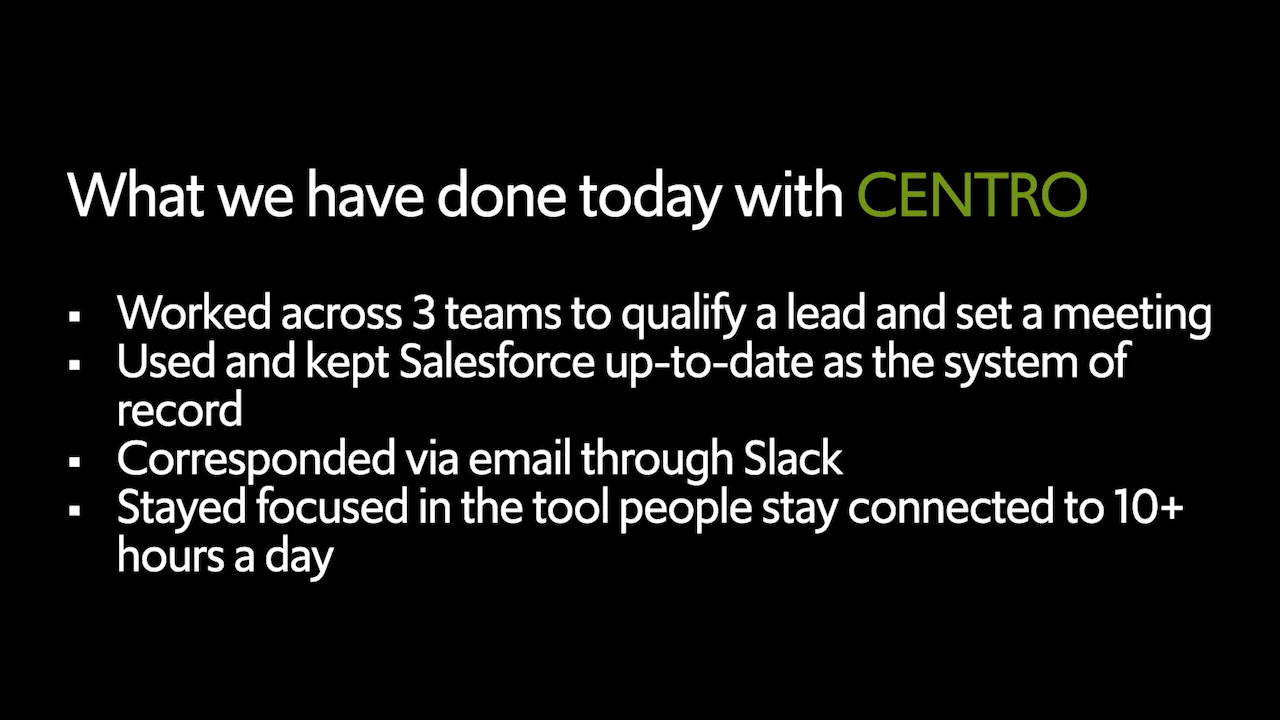 What we have done today with CENTRO
▪ Worked across 3 teams to qualify a lead and set a meeting
▪ Used and kept Salesforce up-to-date as the system of
record
▪ Corresponded via email through Slack
▪ Stayed focused in the tool people stay connected to 10+
hours a day